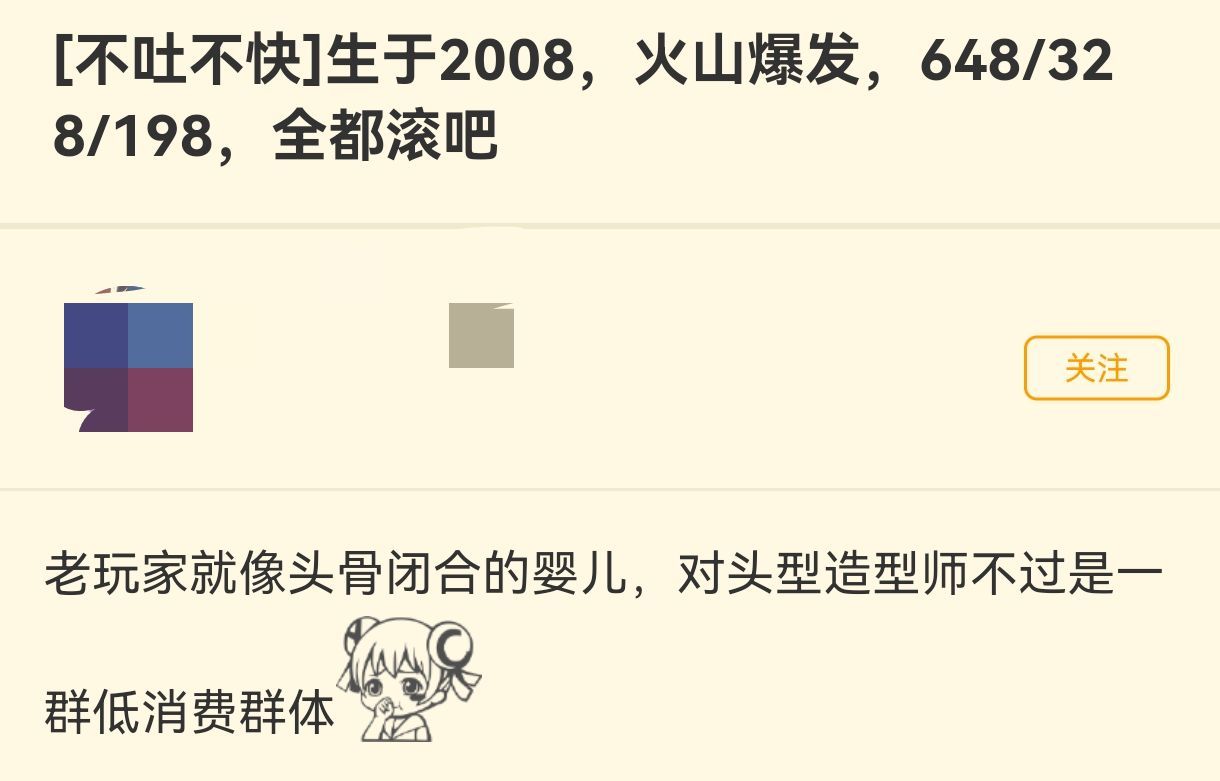 [不吐不快]生于2008，火山爆发，648/32
8/198，全都滚吧
关注
老玩家就像头骨闭合的婴儿，对头型造型师不过是一
群低消费群体